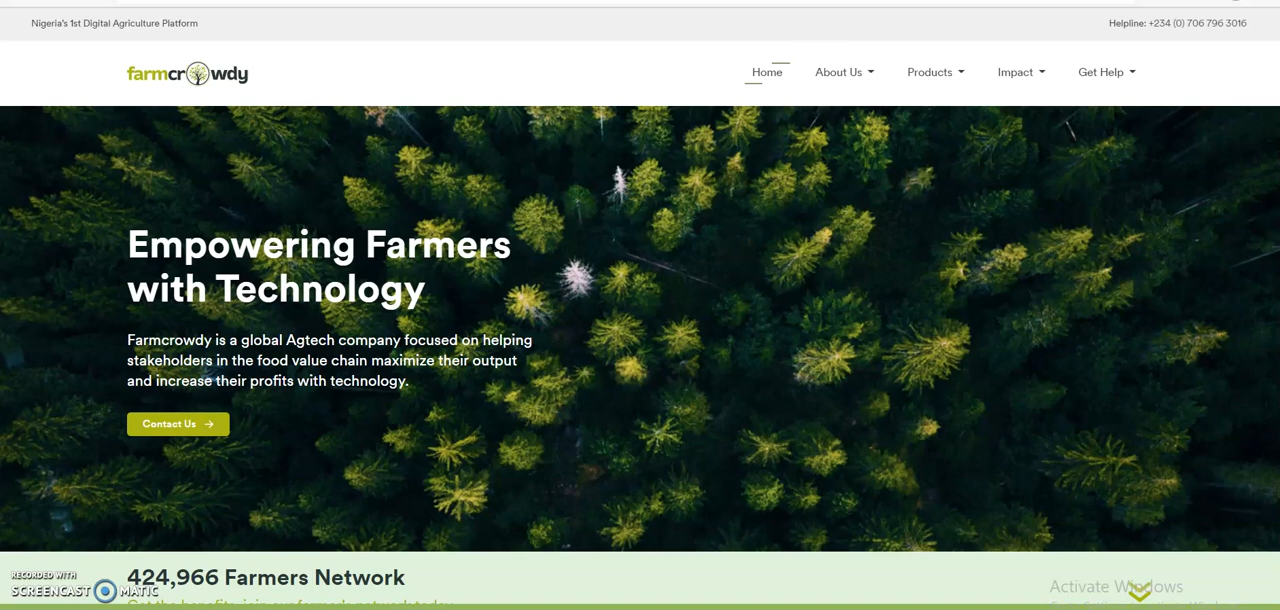 Nigeria's 1st Digital Agriculture Platform
Helpline: +234 (0) 706 796 3016
farmcrowdy
Home
About Us
Products
Impact
Get Help
Empowering Farmers
with Technology
Farmcrowdy is a global Agtech company focused on helping
stakeholders in the food value chain maximize their output
and increase their profits with technology.
Contact Us →
424,966 Farmers Network
RECORDED WITH
SCREENCAST MATIC
Activate Windows